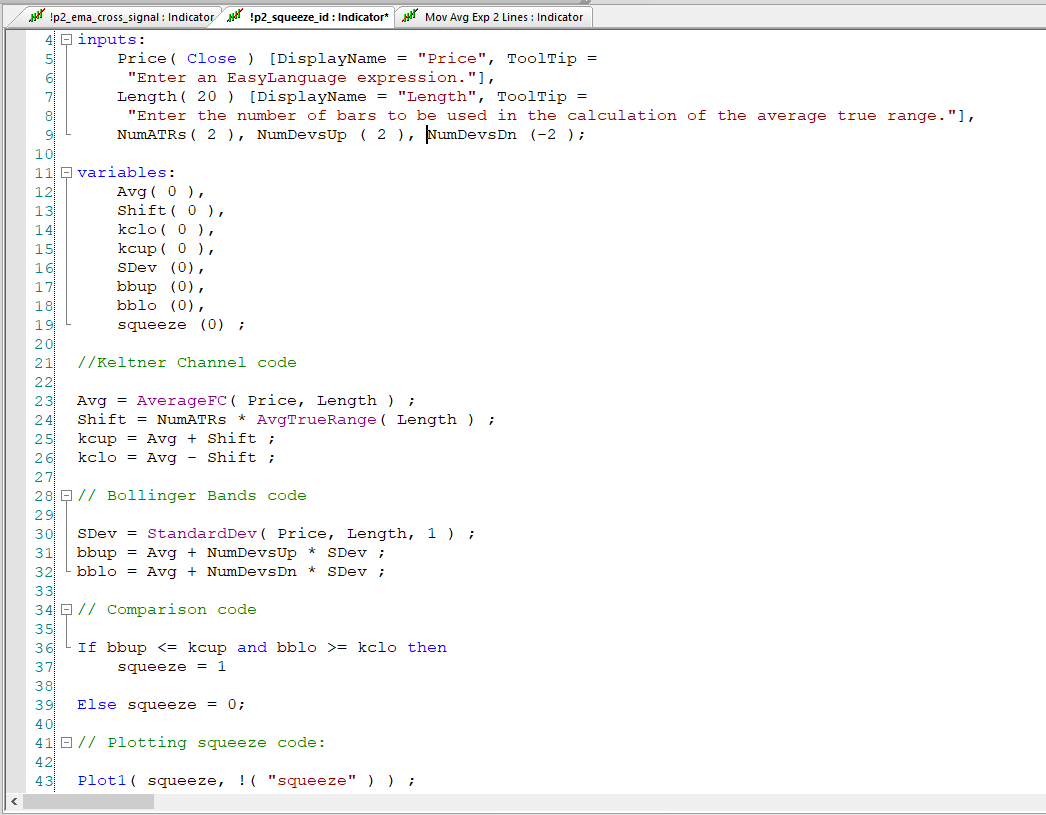 !p2_ema_cross_signal : Indicator !p2_squeeze_id : Indicator* Mov Avg Exp 2 Lines : Indicator
4 inputs:
5 Price( Close ) [DisplayName = "Price", ToolTip =
6 "Enter an EasyLanguage expression."],
7 Length( 20 ) [DisplayName = "Length", ToolTip =
8 "Enter the number of bars to be used in the calculation of the average true range."],
9 NumATRs( 2 ), NumDevsUp ( 2 ), NumDevsDn (-2 );
10
11 variables:
12 Avg( 0 ),
13 Shift( 0 ),
14 kclo( 0 ),
15 kcup( 0 ),
16 SDev (0),
17 bbup (0),
18 bblo (0),
19 squeeze (0) ;
20
21 //Keltner Channel code
22
23 Avg = AverageFC( Price, Length ) ;
24 Shift = NumATRs * AvgTrueRange( Length ) ;
25 kcup = Avg + Shift ;
26 kclo = Avg - Shift ;
27
28 // Bollinger Bands code
29
30 SDev = StandardDev( Price, Length, 1 ) ;
31 bbup = Avg + NumDevsUp * SDev ;
32 bblo = Avg + NumDevsDn * SDev ;
33
34 // Comparison code
35
36 If bbup <= kcup and bblo >= kclo then
37 squeeze = 1
38
39 Else squeeze = 0;
40
41 // Plotting squeeze code:
42
43 Plot1( squeeze, !( "squeeze" ) ) ;